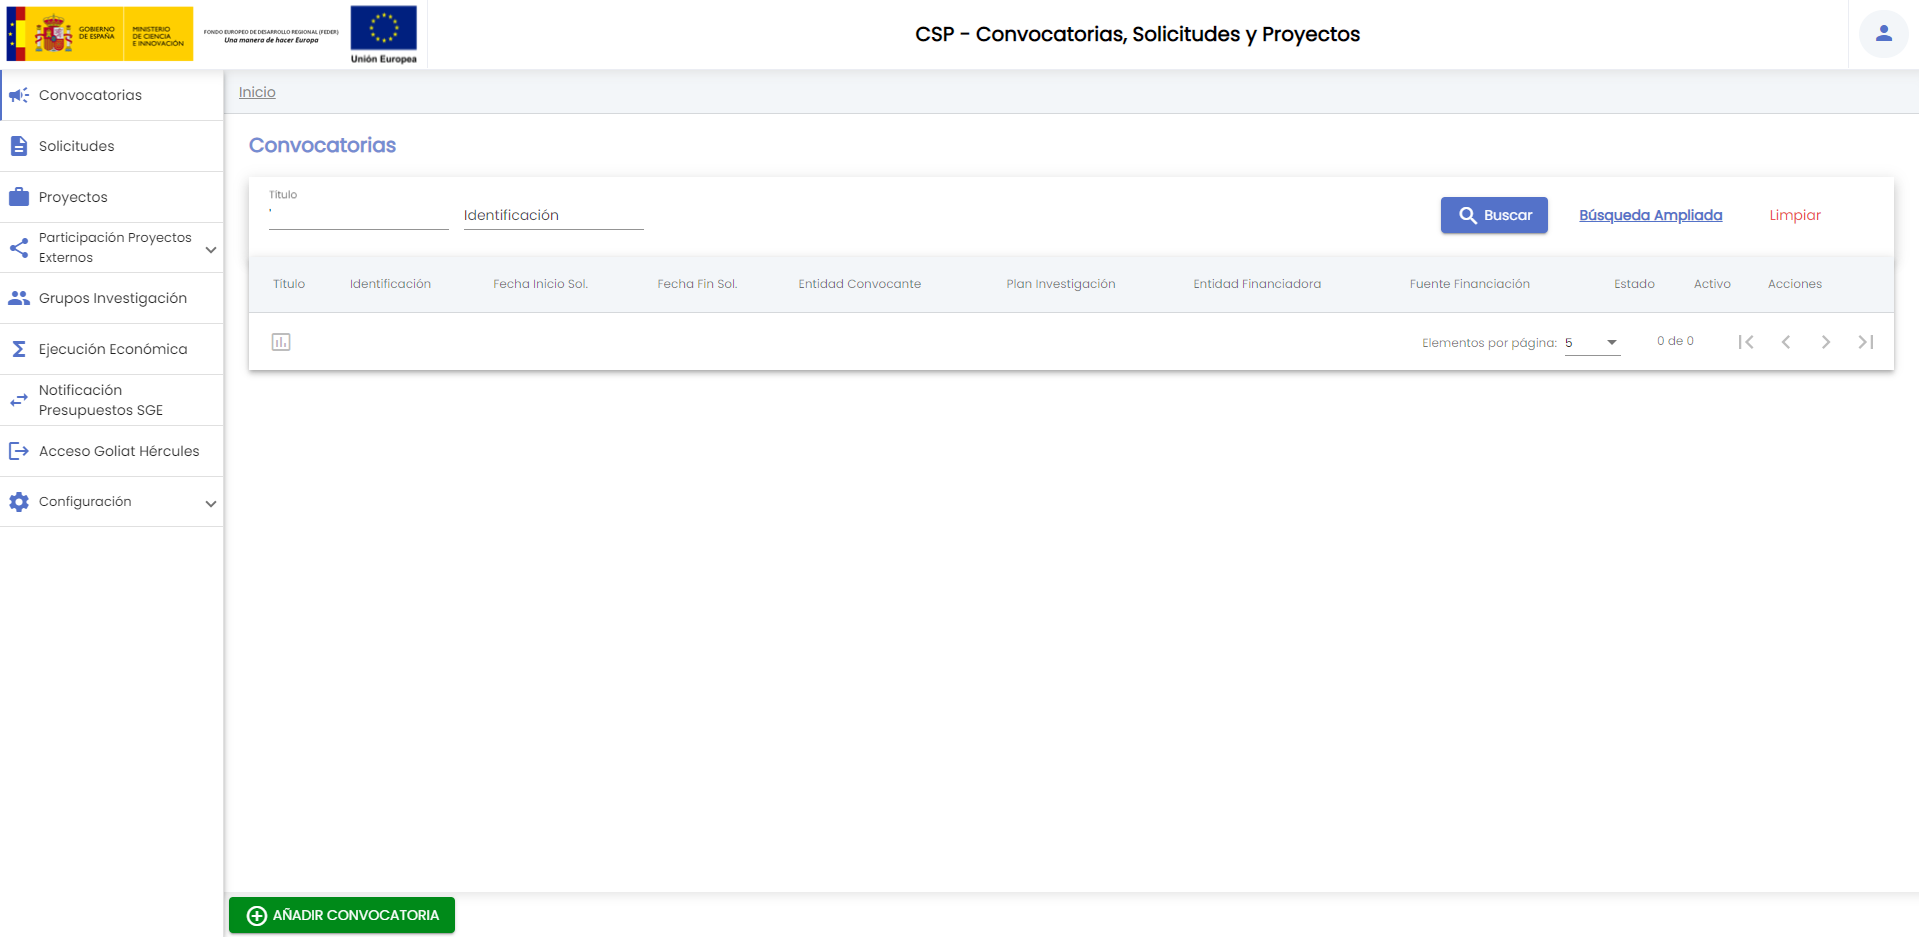 GOBIERNO
DE ESPAÑA
MINISTERIO
DE CIENCIA
E INNOVACIÓN
FONDO EUROPEO DE DESARROLLO REGIONAL (FEDER)
Una manera de hacer Europa
Unión Europea
CSP - Convocatorias, Solicitudes y Proyectos
Convocatorias
Solicitudes
Proyectos
Participación Proyectos
Externos
Grupos Investigación
Ejecución Económica
Notificación
Presupuestos SGE
Acceso Goliat Hércules
Configuración
Inicio
Convocatorias
Título
'
Identificación
Buscar
Búsqueda Ampliada
Limpiar
Título Identificación Fecha Inicio Sol. Fecha Fin Sol. Entidad Convocante Plan Investigación Entidad Financiadora Fuente Financiación Estado Activo Acciones
Elementos por página: 5 0 de 0
AÑADIR CONVOCATORIA